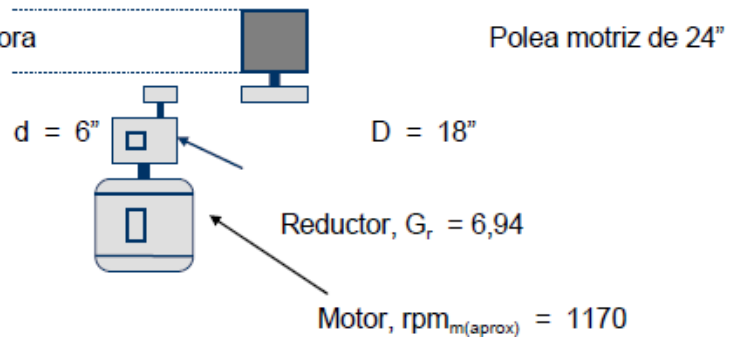 ora Polea motriz de 24”
d = 6” D = 18”
Reductor, Gr = 6,94
Motor, rpmm(aprox) = 1170